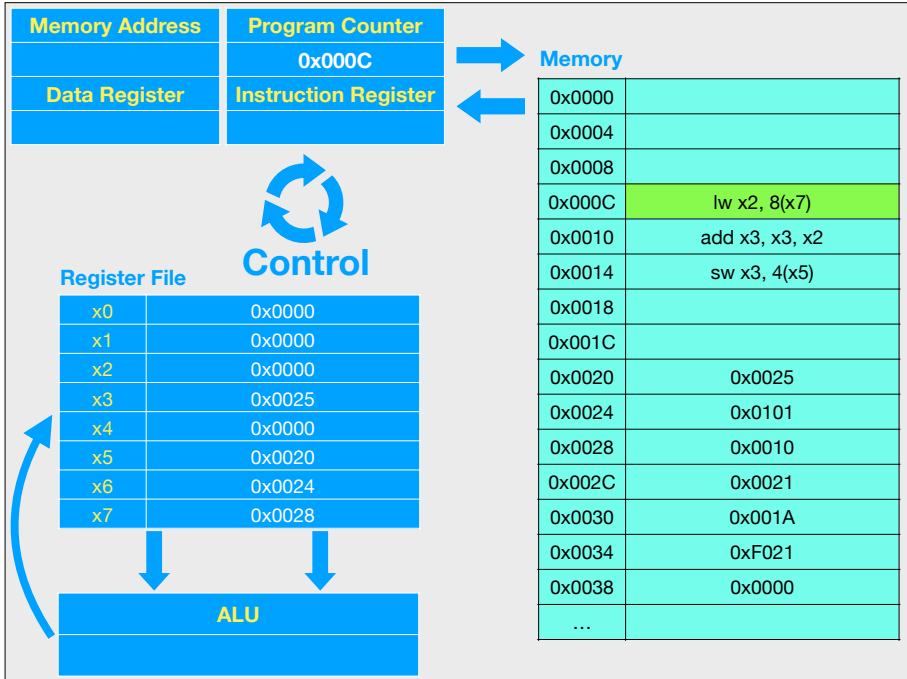 Memory Address Program Counter
0x000C
Data Register Instruction Register
Control
Register File
x0 0x0000
x1 0x0000
x2 0x0000
x3 0x0025
x4 0x0000
x5 0x0020
x6 0x0024
x7 0x0028
ALU
Memory
0x0000
0x0004
0x0008
0x000C lw x2, 8(x7)
0x0010 add x3, x3, x2
0x0014 sw x3, 4(x5)
0x0018
0x001C
0x0020 0x0025
0x0024 0x0101
0x0028 0x0010
0x002C 0x0021
0x0030 0x001A
0x0034 0xF021
0x0038 0x0000
…